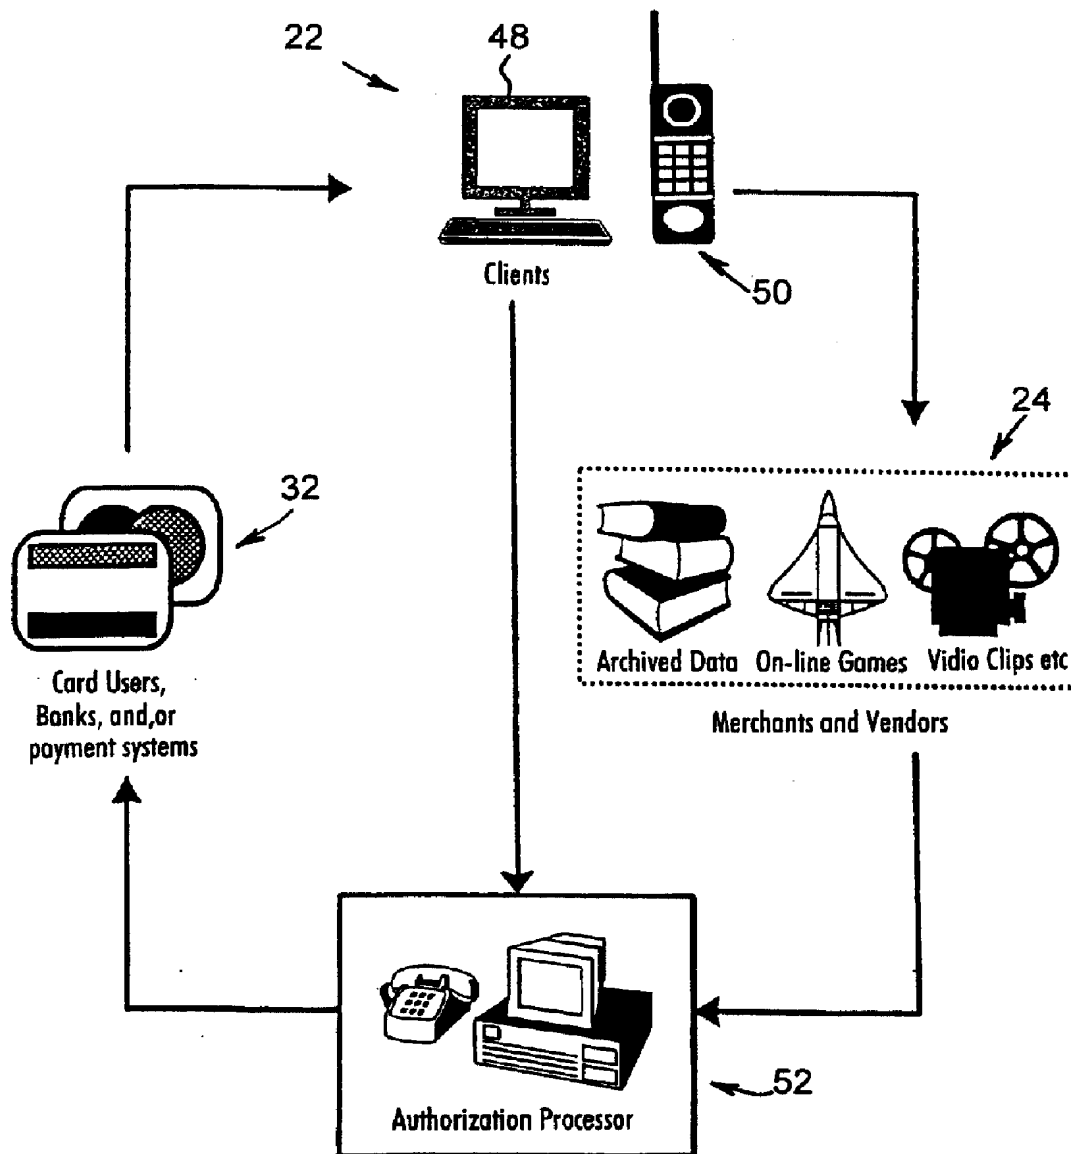 22
48
Clients
50
24
32
Archived Data On-line Games Vidio Clips etc
Card Users,
Banks, and,or
payment systems
Merchants and Vendors
52
Authorization Processor